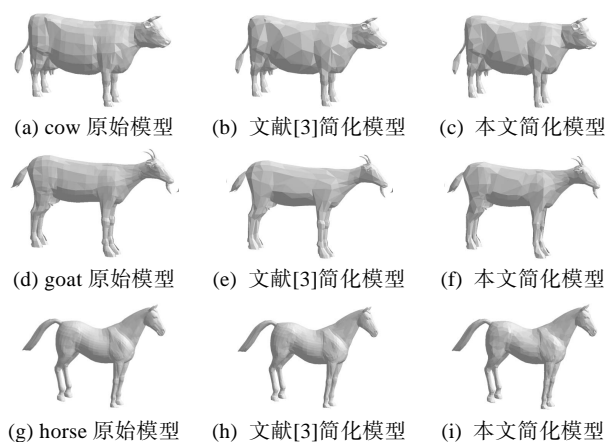 (a) cow 原始模型 (b) 文献[3]简化模型 (c) 本文简化模型
(d) goat 原始模型 (e) 文献[3]简化模型 (f) 本文简化模型
(g) horse 原始模型 (h) 文献[3]简化模型 (i) 本文简化模型